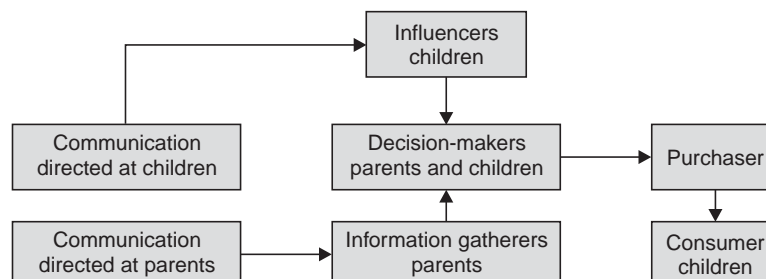 Influencers
children
Communication
directed at children
Decision-makers
parents and children
Purchaser
Communication
directed at parents
Information gatherers
parents
Consumer
children